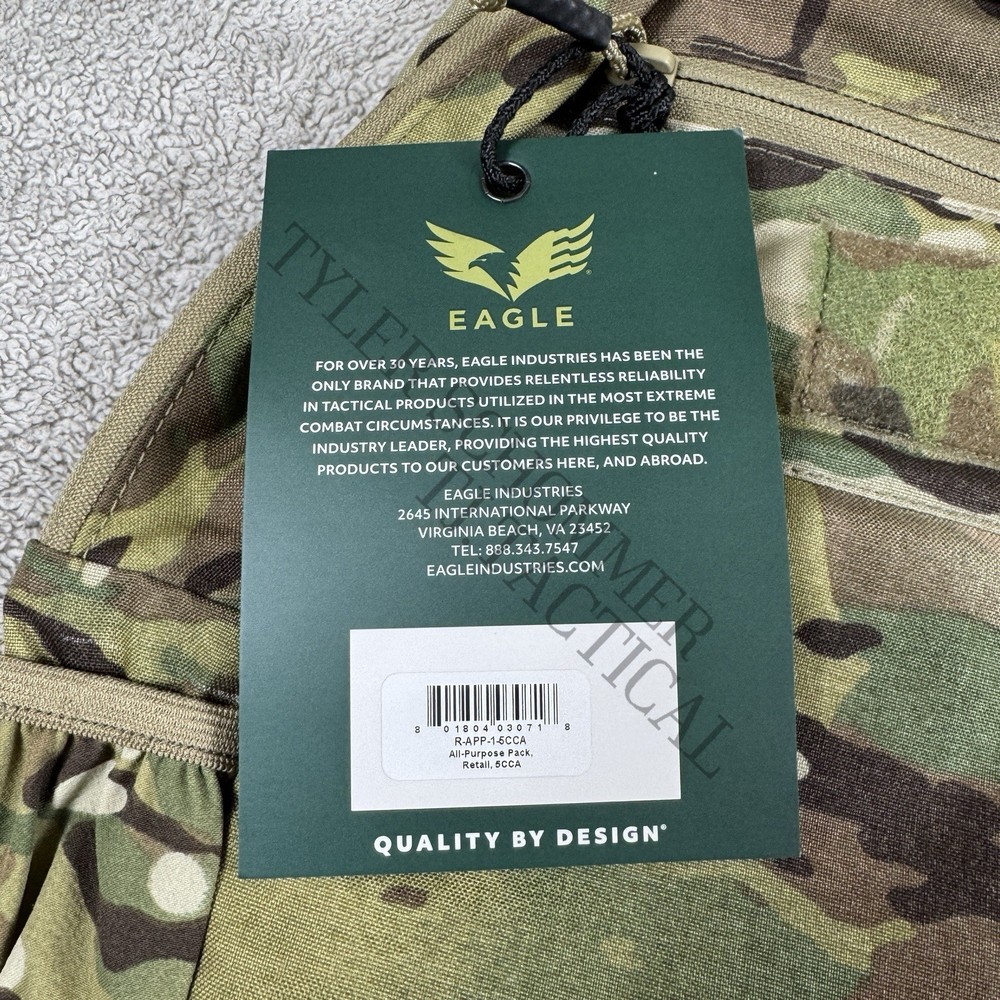 EAGLE
FOR OVER 30 YEARS, EAGLE INDUSTRIES HAS BEEN THE
ONLY BRAND THAT PROVIDES RELENTLESS RELIABILITY
IN TACTICAL PRODUCTS UTILIZED IN THE MOST EXTREME
COMBAT CIRCUMSTANCES. IT IS OUR PRIVILEGE TO BE THE
INDUSTRY LEADER, PROVIDING THE HIGHEST QUALITY
PRODUCTS TO OUR CUSTOMERS HERE, AND ABROAD.
EAGLE INDUSTRIES
2645 INTERNATIONAL PARKWAY
VIRGINIA BEACH, VA 23452
TEL: 888.343.7547
EAGLEINDUSTRIES.COM
8 01804 03071 8
R-APP-1-5CCA
All-Purpose Pack,
Retail, 5CCA
QUALITY BY DESIGN®
TACTICAL